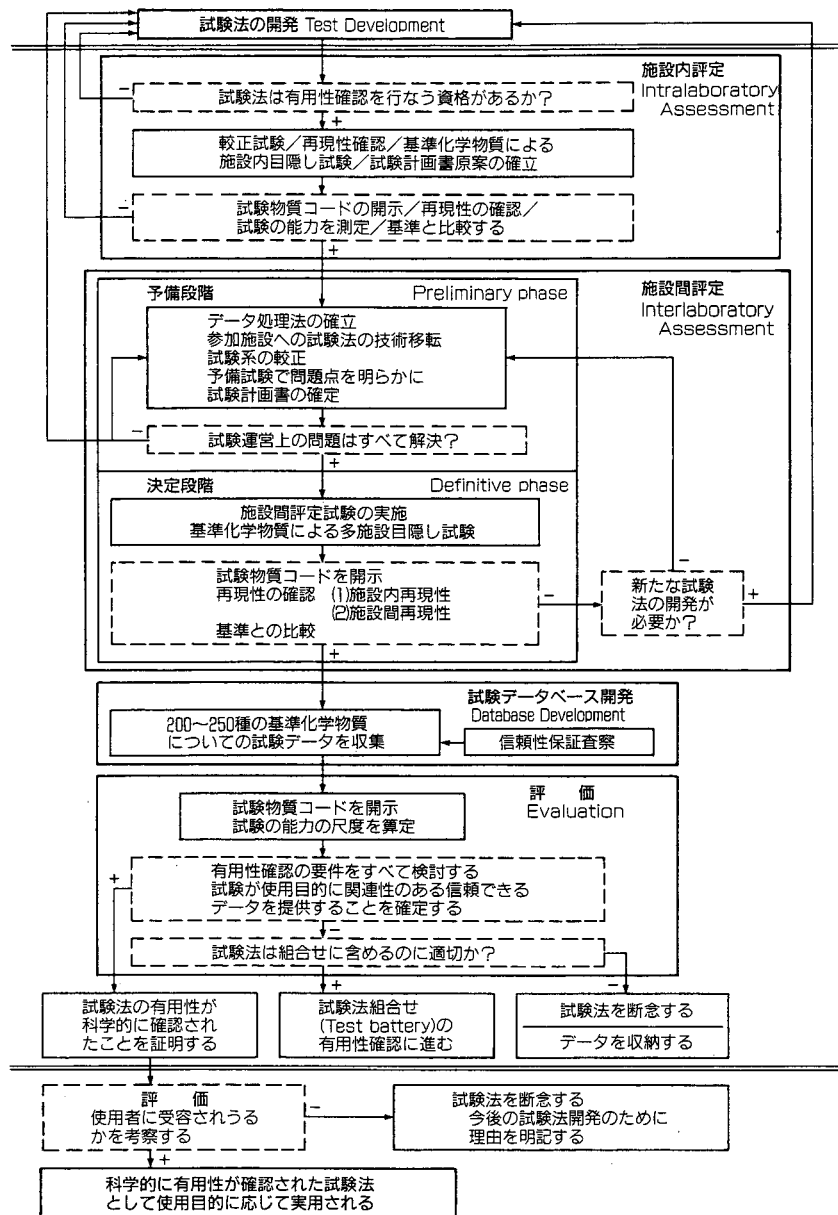 試験法の開発 Test Development
施設内評定
Intralaboratory
Assessment
−
試験法は有用性確認を行なう資格があるか？
+
較正試験／再現性確認／基準化学物質による
施設内目隠し試験／試験計画書原案の確立
−
試験物質コードの開示／再現性の確認／
試験の能力を測定／基準と比較する
+
施設間評定
Interlaboratory
Assessment
予備段階 Preliminary phase
データ処理法の確立
参加施設への試験法の技術移転
試験系の較正
予備試験で問題点を明らかに
試験計画書の確定
−
試験運営上の問題はすべて解決？
+
決定段階 Definitive phase
施設間評定試験の実施
基準化学物質による多施設目隠し試験
試験物質コードを開示
再現性の確認 (1)施設内再現性
(2)施設間再現性
基準との比較
−
+
−
新たな試験
法の開発が
必要か？
+
試験データベース開発
Database Development
200〜250種の基準化学物質
についての試験データを収集
信頼性保証査察
評 価
Evaluation
試験物質コードを開示
試験の能力の尺度を算定
+
有用性確認の要件をすべて検討する
試験が使用目的に関連性のある信頼できる
データを提供することを確定する
−
試験法は組合せに含めるのに適切か？
+
−
試験法の有用性が
科学的に確認され
たことを証明する
試験法組合せ
(Test battery)の
有用性確認に進む
試験法を断念する
データを収納する
評 価
使用者に受容されうる
かを考察する
−
試験法を断念する
今後の試験法開発のために
理由を明記する
+
科学的に有用性が確認された試験法
として使用目的に応じて実用される